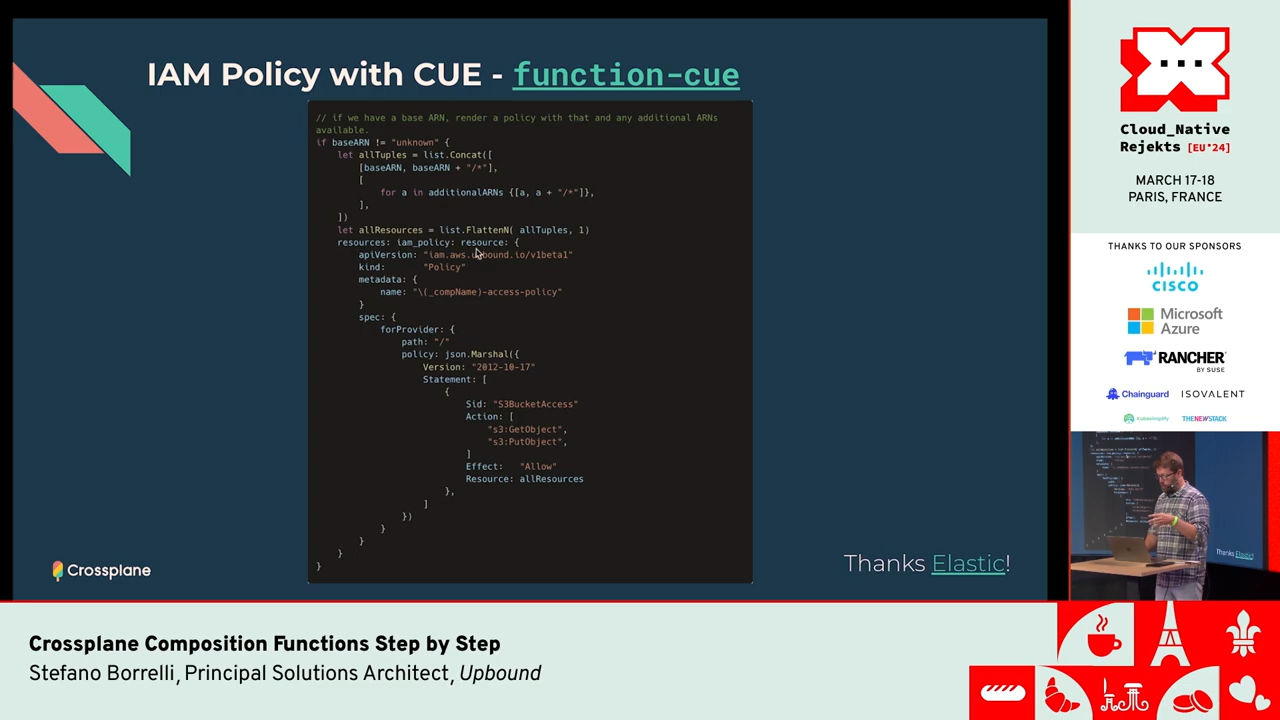 IAM Policy with CUE - function-cue
// if we have a base ARN, render a policy with that and any additional ARNs
available.
if baseARN != "unknown" {
    let allTuples = list.Concat([
        [baseARN, baseARN + "/*"],
        [
            for a in additionalARNs {[a, a + "/*"]},
        ],
    ])
    let allResources = list.FlattenN( allTuples, 1)
    resources: iam_policy: resource: {
        apiVersion: "iam.aws.upbound.io/v1beta1"
        kind:       "Policy"
        metadata: {
            name: "\(_compName)-access-policy"
        }
        spec: {
            forProvider: {
                path: "/"
                policy: json.Marshal({
                    Version: "2012-10-17"
                    Statement: [
                        {
                            Sid: "S3BucketAccess"
                            Action: [
                                "s3:GetObject",
                                "s3:PutObject",
                            ]
                            Effect:   "Allow"
                            Resource: allResources
                        },
                    ]
                })
            }
        }
    }
}
Crossplane
Thanks Elastic!
Cloud_Native
Rejekts [EU'24]
MARCH 17-18
PARIS, FRANCE
THANKS TO OUR SPONSORS
CISCO
Microsoft
Azure
RANCHER
BY SUSE
Chainguard
ISOVALENT
Kubesimplify
THENEWSTACK
Thanks Elastic!
Crossplane Composition Functions Step by Step
Stefano Borrelli, Principal Solutions Architect, Upbound